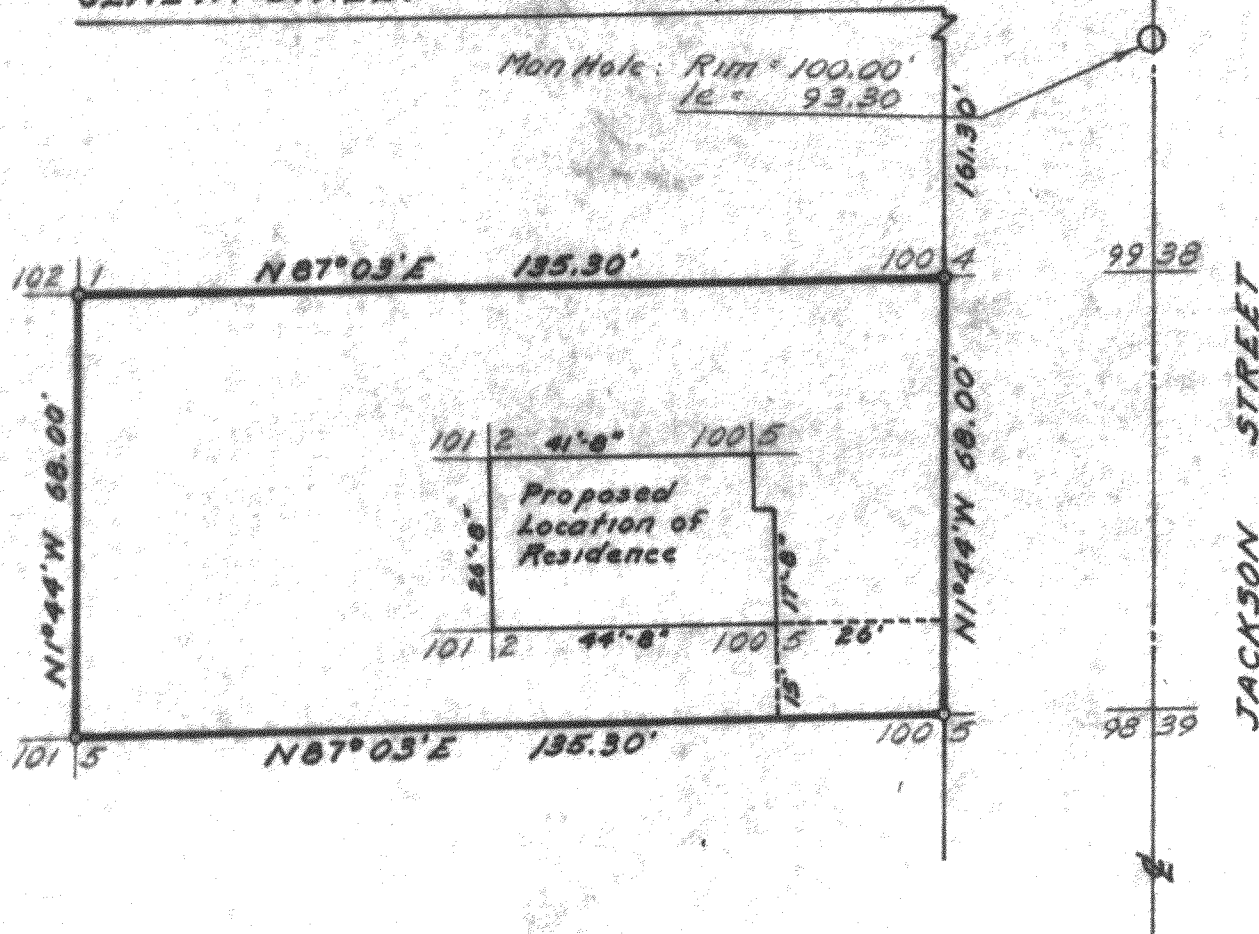 Man Hole: Rim = 100.00'
Ie = 93.30
161.30'
102 1
N 87°03'E 135.30'
100 4
99 38
N1°44'W 68.00'
101 2
41'-8"
100 5
Proposed
Location of
Residence
26'-8"
17'-8"
N1°44'W 68.00'
JACKSON STREET
101 2
44'-8"
100 5
26'
15'
101 5
N87°03'E 135.30'
100 5
98 39